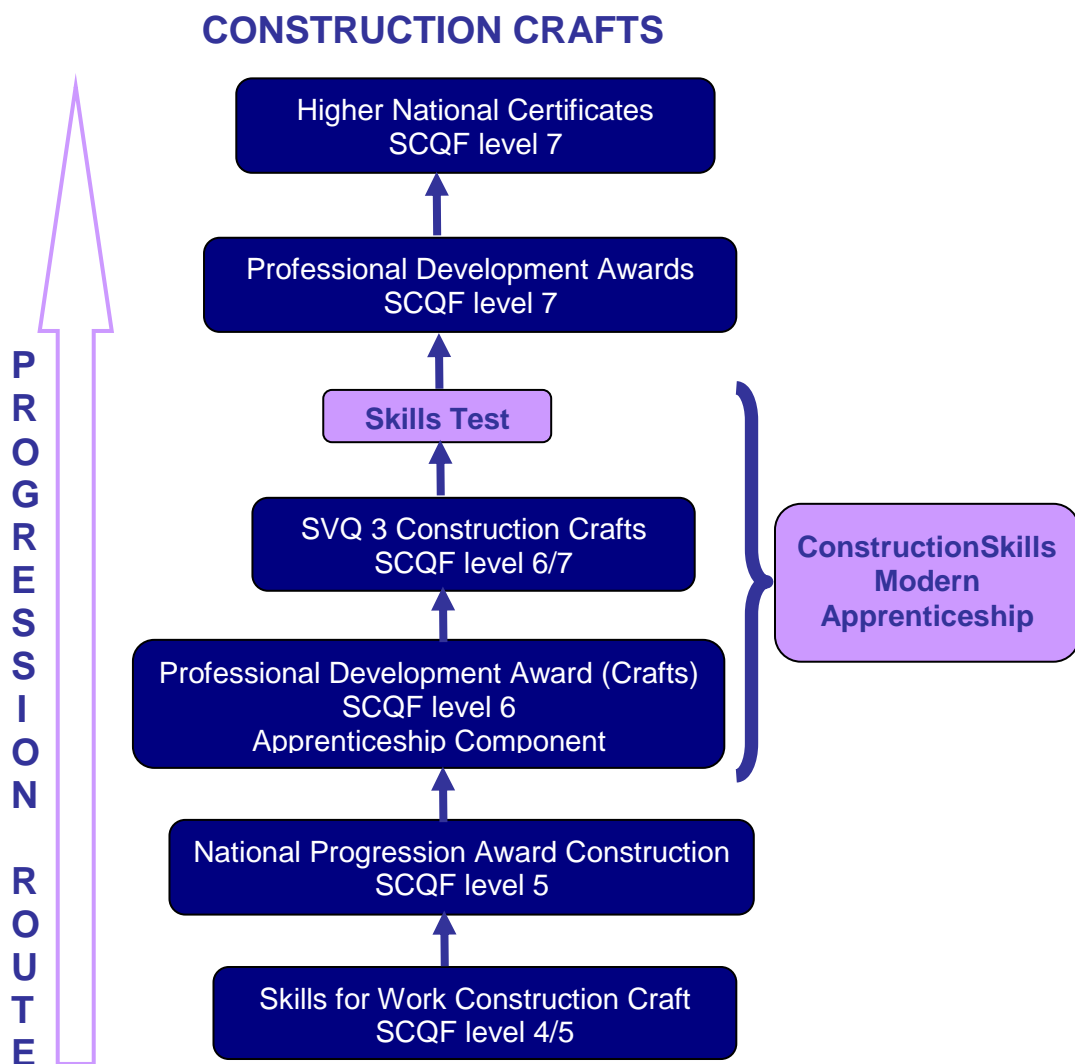 CONSTRUCTION CRAFTS
Higher National Certificates
SCQF level 7
Professional Development Awards
SCQF level 7
Skills Test
SVQ 3 Construction Crafts
SCQF level 6/7
ConstructionSkills
Modern
Apprenticeship
Professional Development Award (Crafts)
SCQF level 6
Apprenticeship Component
National Progression Award Construction
SCQF level 5
Skills for Work Construction Craft
SCQF level 4/5
PROGRESSION ROUTE